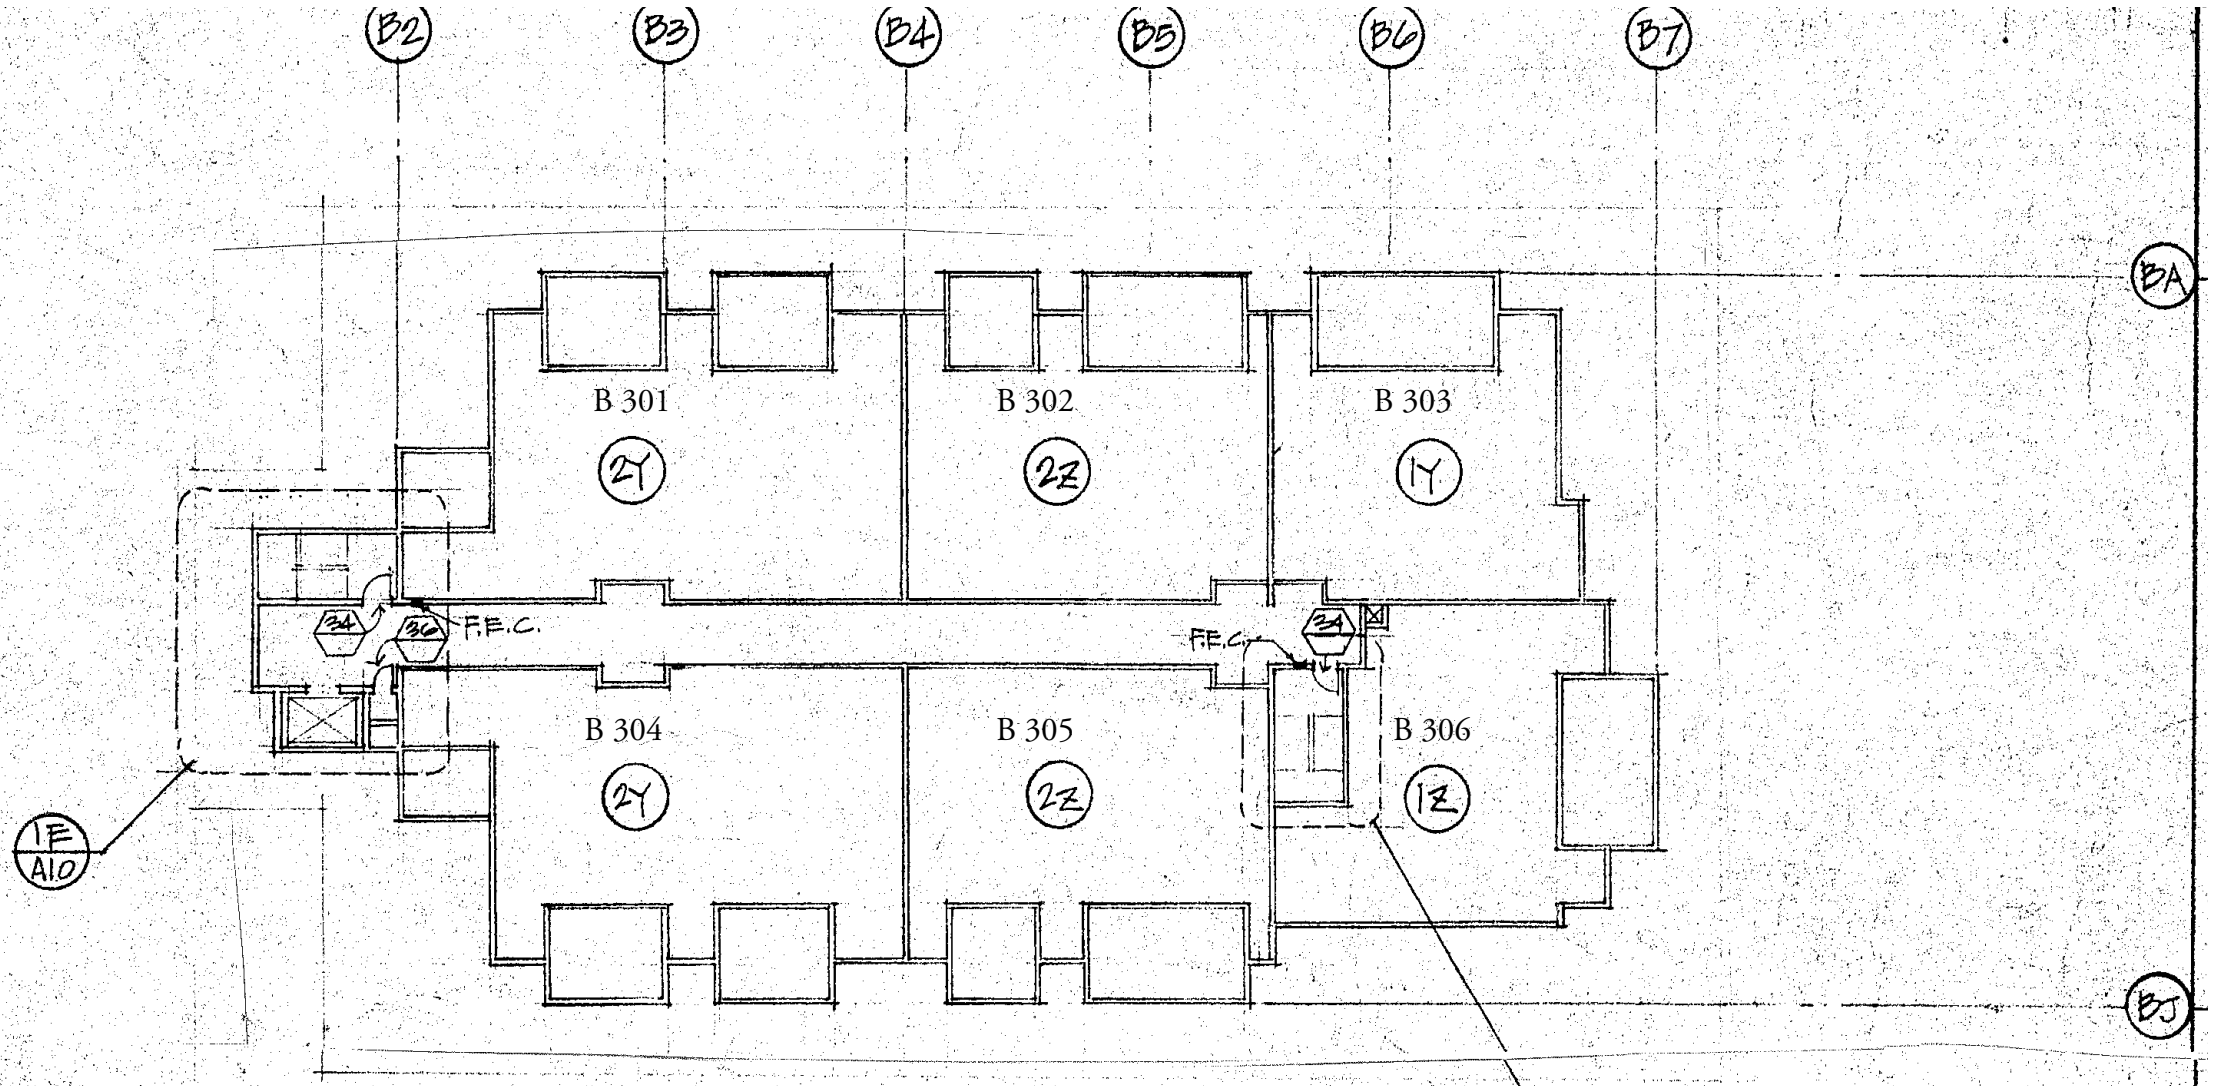 B2 B3 B4 B5 B6 B7
BA
B 301 B 302 B 303
2Y 2Z 1Y
34 36 F.E.C. F.E.C. 34
B 304 B 305 B 306
2Y 2Z 1Z
1E
A10
BJ